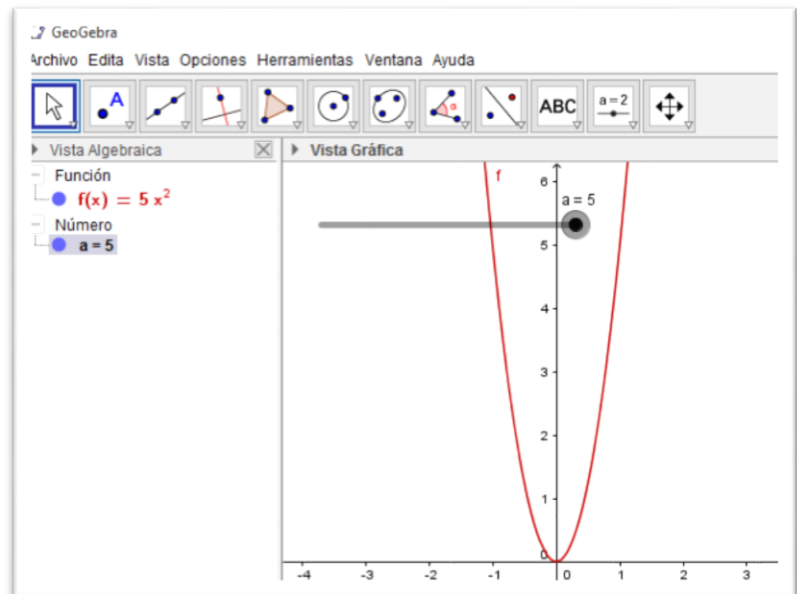 GeoGebra
Archivo Edita Vista Opciones Herramientas Ventana Ayuda
A
α
ABC
a = 2
Vista Algebraica
Vista Gráfica
Función
f(x) = 5 x²
Número
a = 5
f
a = 5
6
5
4
3
2
1
0
-4 -3 -2 -1 0 1 2 3